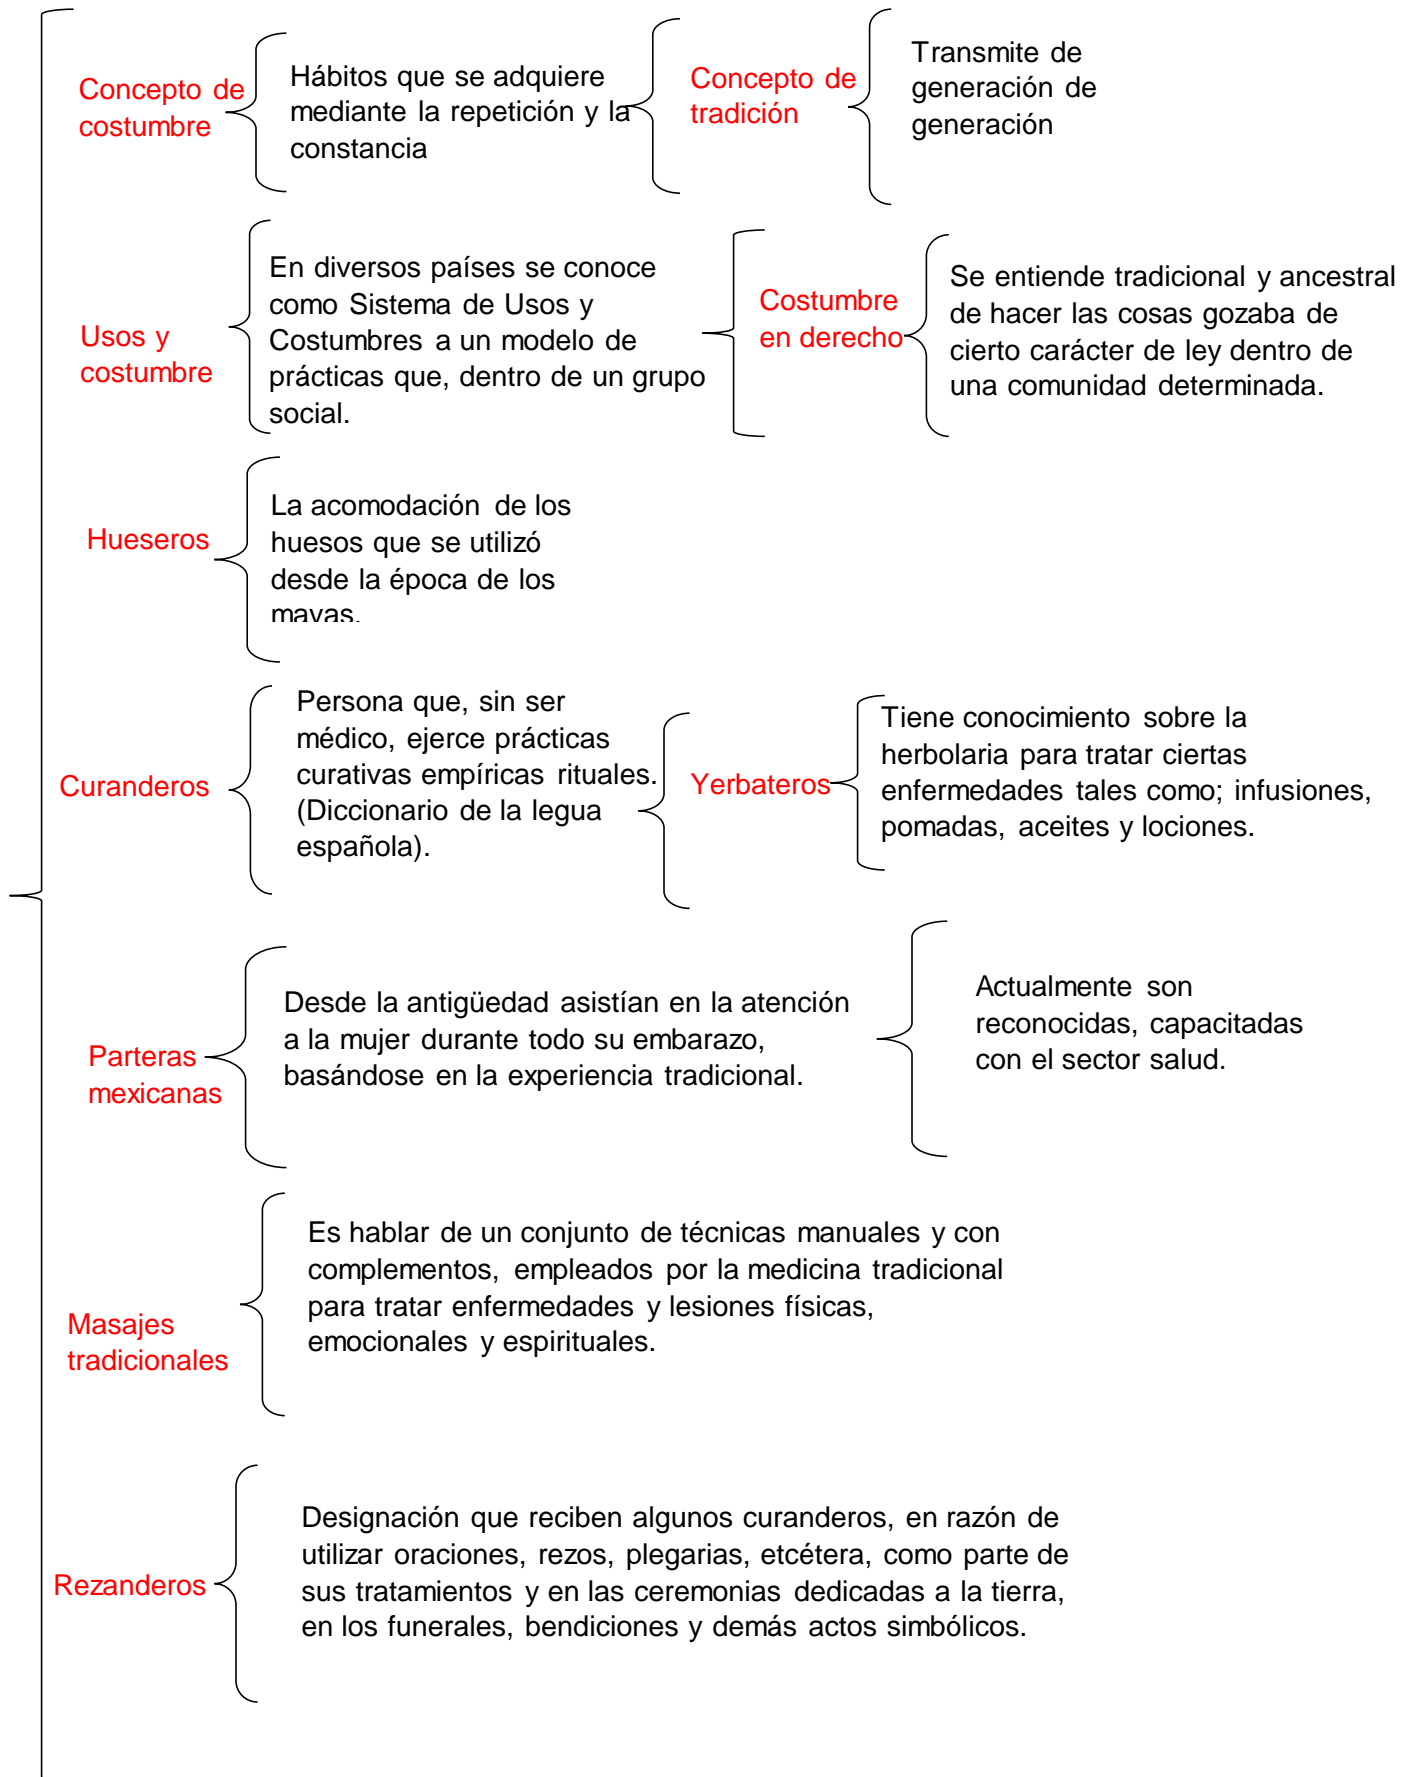 Concepto de
costumbre
Hábitos que se adquiere
mediante la repetición y la
constancia
Concepto de
tradición
Transmite de
generación de
generación
Usos y
costumbre
En diversos países se conoce
como Sistema de Usos y
Costumbres a un modelo de
prácticas que, dentro de un grupo
social.
Costumbre
en derecho
Se entiende tradicional y ancestral
de hacer las cosas gozaba de
cierto carácter de ley dentro de
una comunidad determinada.
Hueseros
La acomodación de los
huesos que se utilizó
desde la época de los
mayas.
Curanderos
Persona que, sin ser
médico, ejerce prácticas
curativas empíricas rituales.
(Diccionario de la legua
española).
Yerbateros
Tiene conocimiento sobre la
herbolaria para tratar ciertas
enfermedades tales como; infusiones,
pomadas, aceites y lociones.
Parteras
mexicanas
Desde la antigüedad asistían en la atención
a la mujer durante todo su embarazo,
basándose en la experiencia tradicional.
Actualmente son
reconocidas, capacitadas
con el sector salud.
Masajes
tradicionales
Es hablar de un conjunto de técnicas manuales y con
complementos, empleados por la medicina tradicional
para tratar enfermedades y lesiones físicas,
emocionales y espirituales.
Rezanderos
Designación que reciben algunos curanderos, en razón de
utilizar oraciones, rezos, plegarias, etcétera, como parte de
sus tratamientos y en las ceremonias dedicadas a la tierra,
en los funerales, bendiciones y demás actos simbólicos.